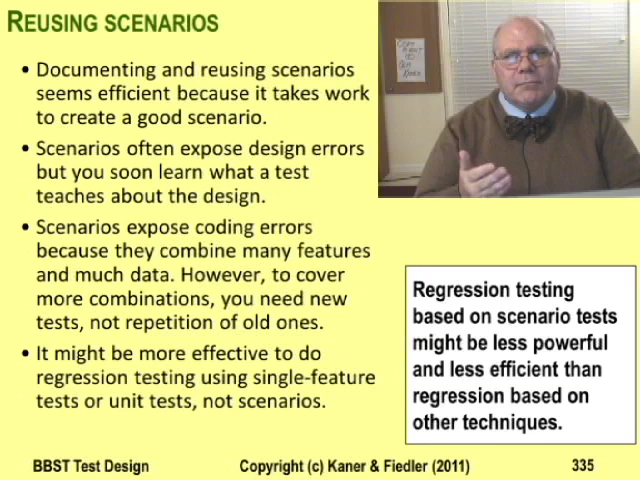 REUSING SCENARIOS
• Documenting and reusing scenarios
seems efficient because it takes work
to create a good scenario.
• Scenarios often expose design errors
but you soon learn what a test
teaches about the design.
• Scenarios expose coding errors
because they combine many features
and much data. However, to cover
more combinations, you need new
tests, not repetition of old ones.
• It might be more effective to do
regression testing using single-feature
tests or unit tests, not scenarios.
Regression testing
based on scenario tests
might be less powerful
and less efficient than
regression based on
other techniques.
BBST Test Design
Copyright (c) Kaner & Fiedler (2011)
335